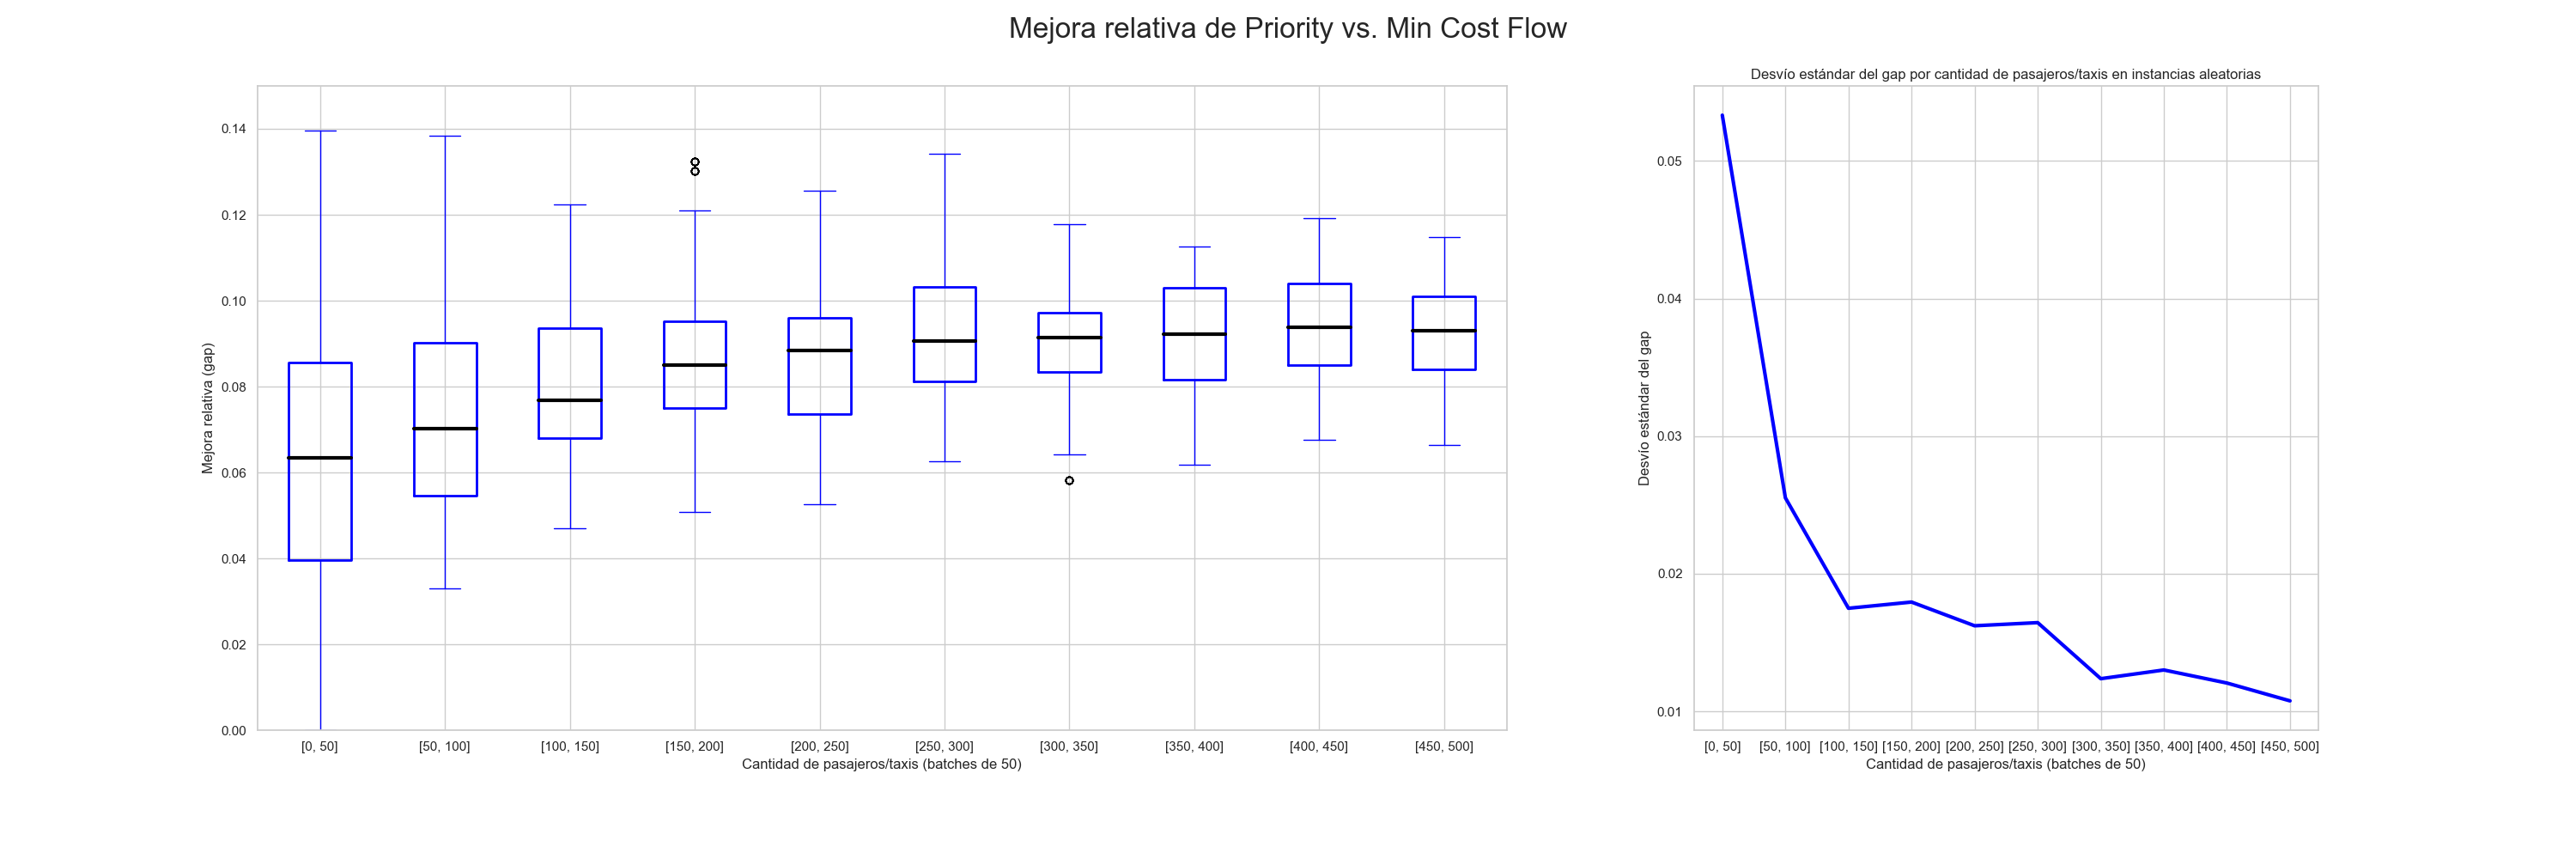 Mejora relativa de Priority vs. Min Cost Flow
Mejora relativa (gap)
0.14
0.12
0.10
0.08
0.06
0.04
0.02
0.00
[0, 50] [50, 100] [100, 150] [150, 200] [200, 250] [250, 300] [300, 350] [350, 400] [400, 450] [450, 500]
Cantidad de pasajeros/taxis (batches de 50)
Desvío estándar del gap por cantidad de pasajeros/taxis en instancias aleatorias
Desvío estándar del gap
0.05
0.04
0.03
0.02
0.01
[0, 50] [50, 100] [100, 150] [150, 200] [200, 250] [250, 300] [300, 350] [350, 400] [400, 450] [450, 500]
Cantidad de pasajeros/taxis (batches de 50)